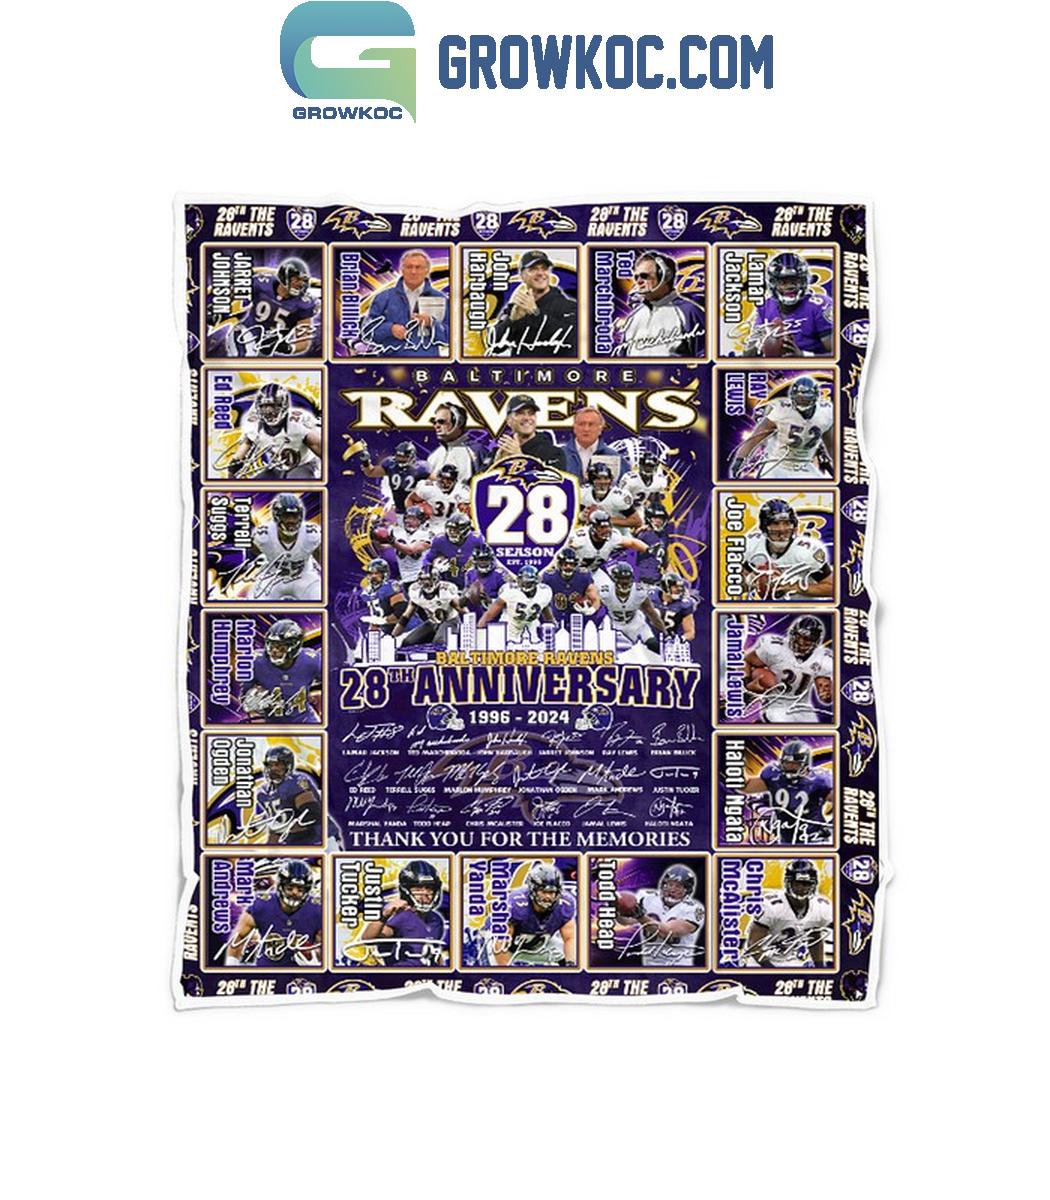 GROWKOC.COM
GROWKOC
28TH THE
RAVENTS
28
28TH THE
RAVENTS
28
28TH THE
RAVENTS
28
28TH THE
RAVENTS
JARRET
JOHNSON
Brian Billick
John
Harbaugh
Ted
Marchibroda
Lamar
Jackson
Ed Reed
Terrell
Suggs
Marlon
Humphrey
Jonathan
Ogden
BALTIMORE
RAVENS
28
SEASON
EST. 1996
BALTIMORE RAVENS
28TH ANNIVERSARY
1996 - 2024
LAMAR JACKSON TED MARCHIBRODA JOHN HARBAUGH JARRET JOHNSON RAY LEWIS BRIAN BILLICK
ED REED TERRELL SUGGS MARLON HUMPHREY JONATHAN OGDEN MARK ANDREWS JUSTIN TUCKER
MARSHAL YANDA TODD HEAP CHRIS MCALISTER JOE FLACCO JAMAL LEWIS HALOTI NGATA
THANK YOU FOR THE MEMORIES
RAY
LEWIS
Joe Flacco
Jamal Lewis
Haloti Ngata
Mark
Andrews
Justin
Tucker
Marshal
Yanda
Todd Heap
Chris
McAlister
28TH THE
28TH THE
28TH THE
28TH THE